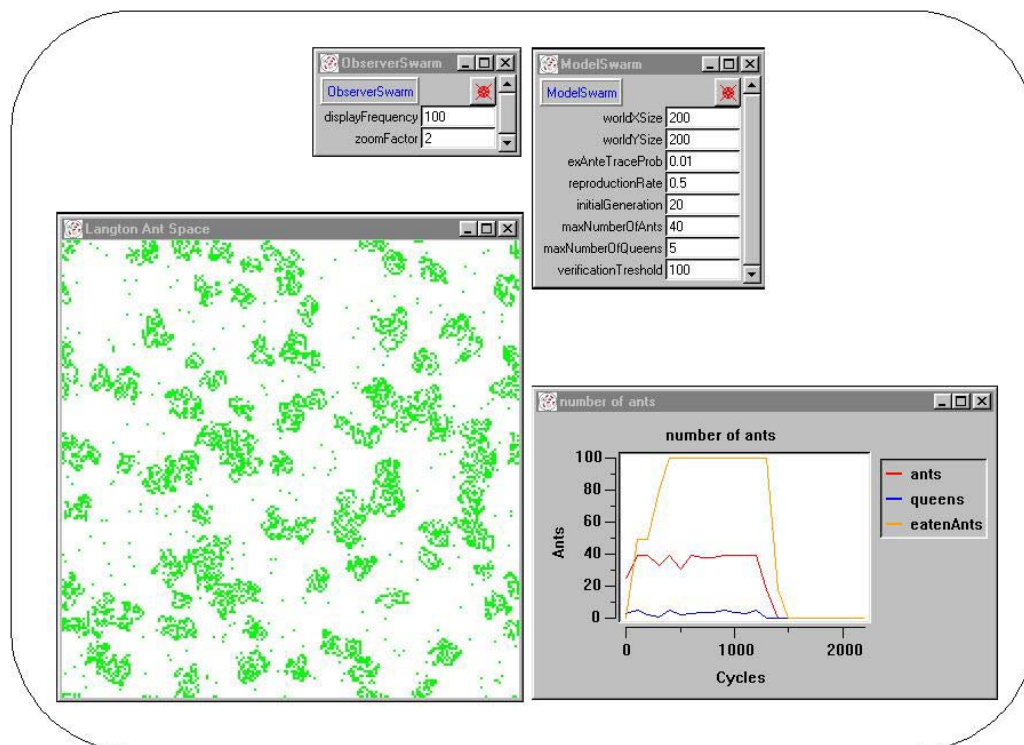 ObserverSwarm
ObserverSwarm
displayFrequency 100
zoomFactor 2
ModelSwarm
ModelSwarm
worldXSize 200
worldYSize 200
exAnteTraceProb 0.01
reproductionRate 0.5
initialGeneration 20
maxNumberOfAnts 40
maxNumberOfQueens 5
verificationTreshold 100
Langton Ant Space
number of ants
number of ants
100
80
60
40
20
0
Ants
0 1000 2000
Cycles
ants
queens
eatenAnts